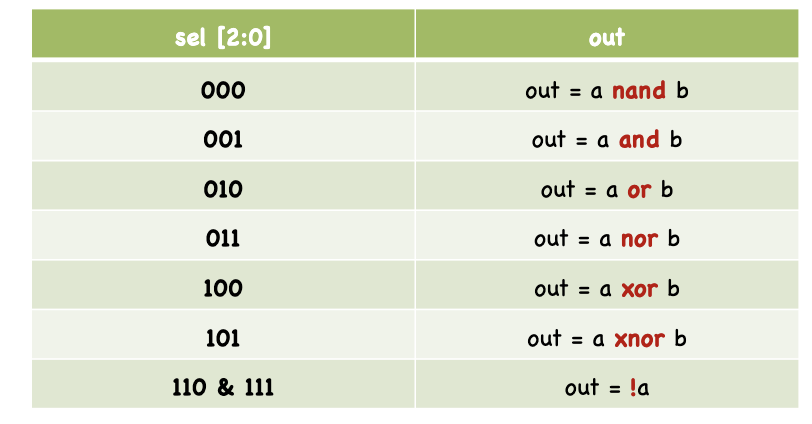 sel [2:0] out
000 out = a nand b
001 out = a and b
010 out = a or b
011 out = a nor b
100 out = a xor b
101 out = a xnor b
110 & 111 out = !a